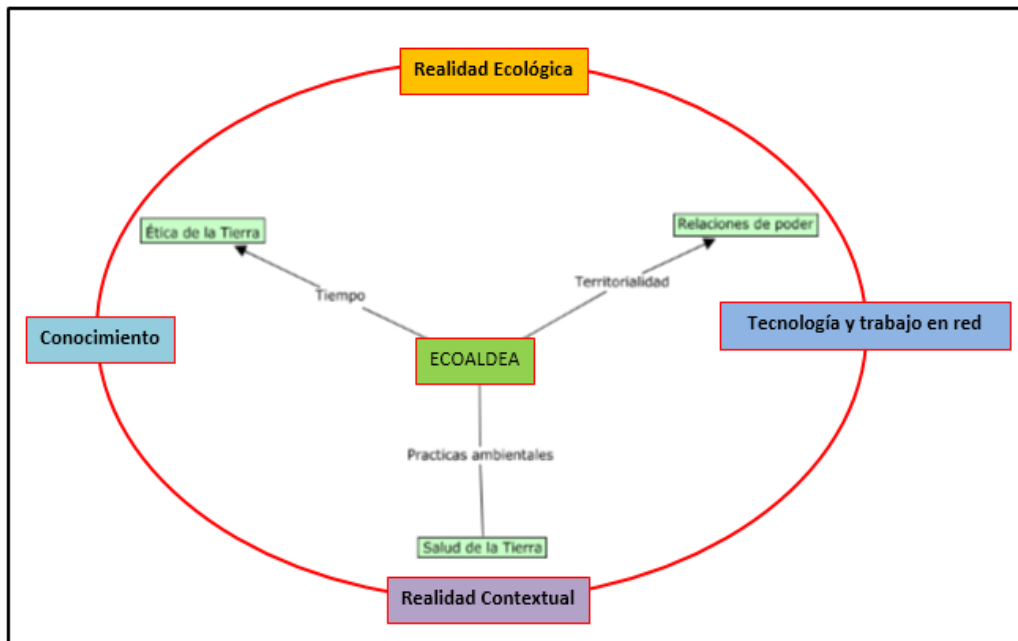 Realidad Ecológica
Ética de la Tierra
Relaciones de poder
Tiempo
Territorialidad
Conocimiento
Tecnología y trabajo en red
ECOALDEA
Practicas ambientales
Salud de la Tierra
Realidad Contextual